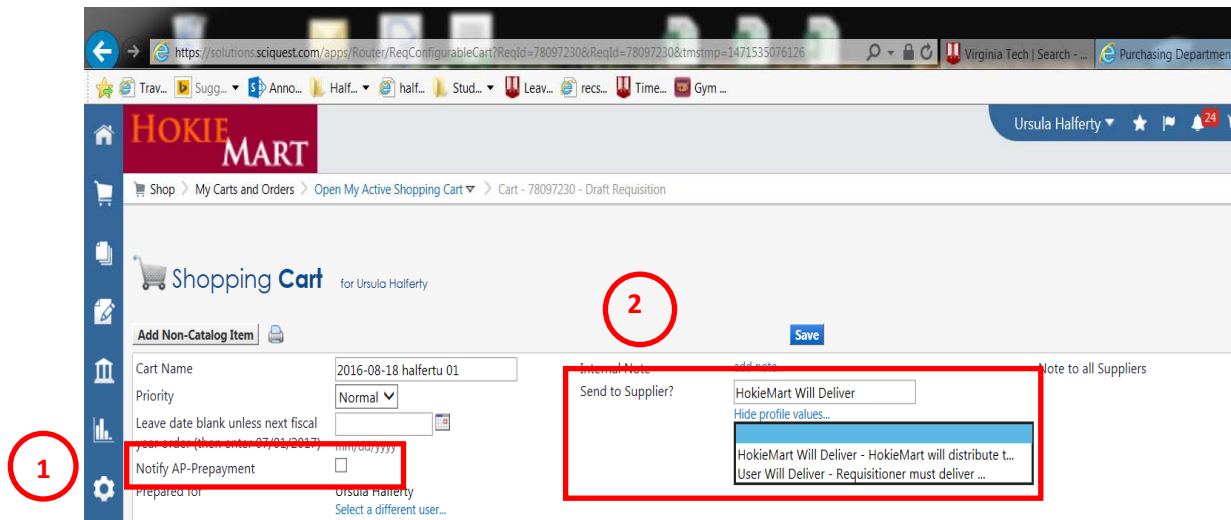 https://solutions.sciquest.com/apps/Router/ReqConfigurableCart?ReqId=78097230&ReqId=78097230&tmstmp=1471535076126 Virginia Tech | Search - ... Purchasing Departmen
Trav... Sugg... Anno... Half... half... Stud... Leav... recs... Time... Gym ...
HOKIE MART
Ursula Halferty 24
Shop > My Carts and Orders > Open My Active Shopping Cart > Cart - 78097230 - Draft Requisition
Shopping Cart for Ursula Halferty
2
Add Non-Catalog Item Save
Cart Name 2016-08-18 halfertu 01 Internal Note add note Note to all Suppliers
Priority Normal Send to Supplier? HokieMart Will Deliver
Hide profile values...
Leave date blank unless next fiscal
year order (then enter 07/01/2017) mm/dd/yyyy
HokieMart Will Deliver - HokieMart will distribute t...
1 Notify AP-Prepayment User Will Deliver - Requisitioner must deliver ...
Prepared for Ursula Halferty
Select a different user...